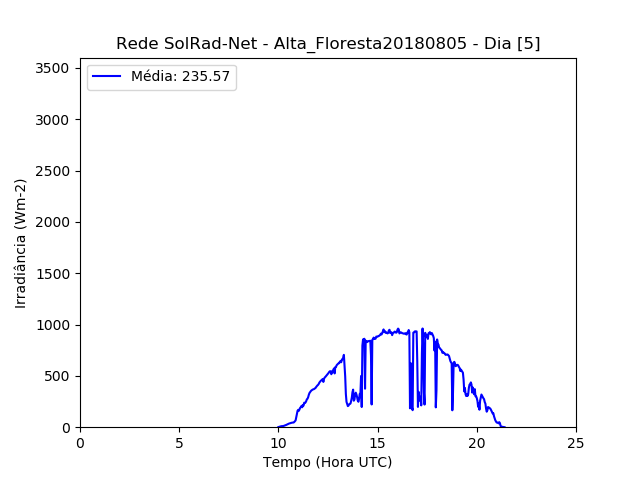 Rede SolRad-Net - Alta_Floresta20180805 - Dia [5]
Média: 235.57
Irradiância (Wm-2)
3500
3000
2500
2000
1500
1000
500
0
0 5 10 15 20 25
Tempo (Hora UTC)